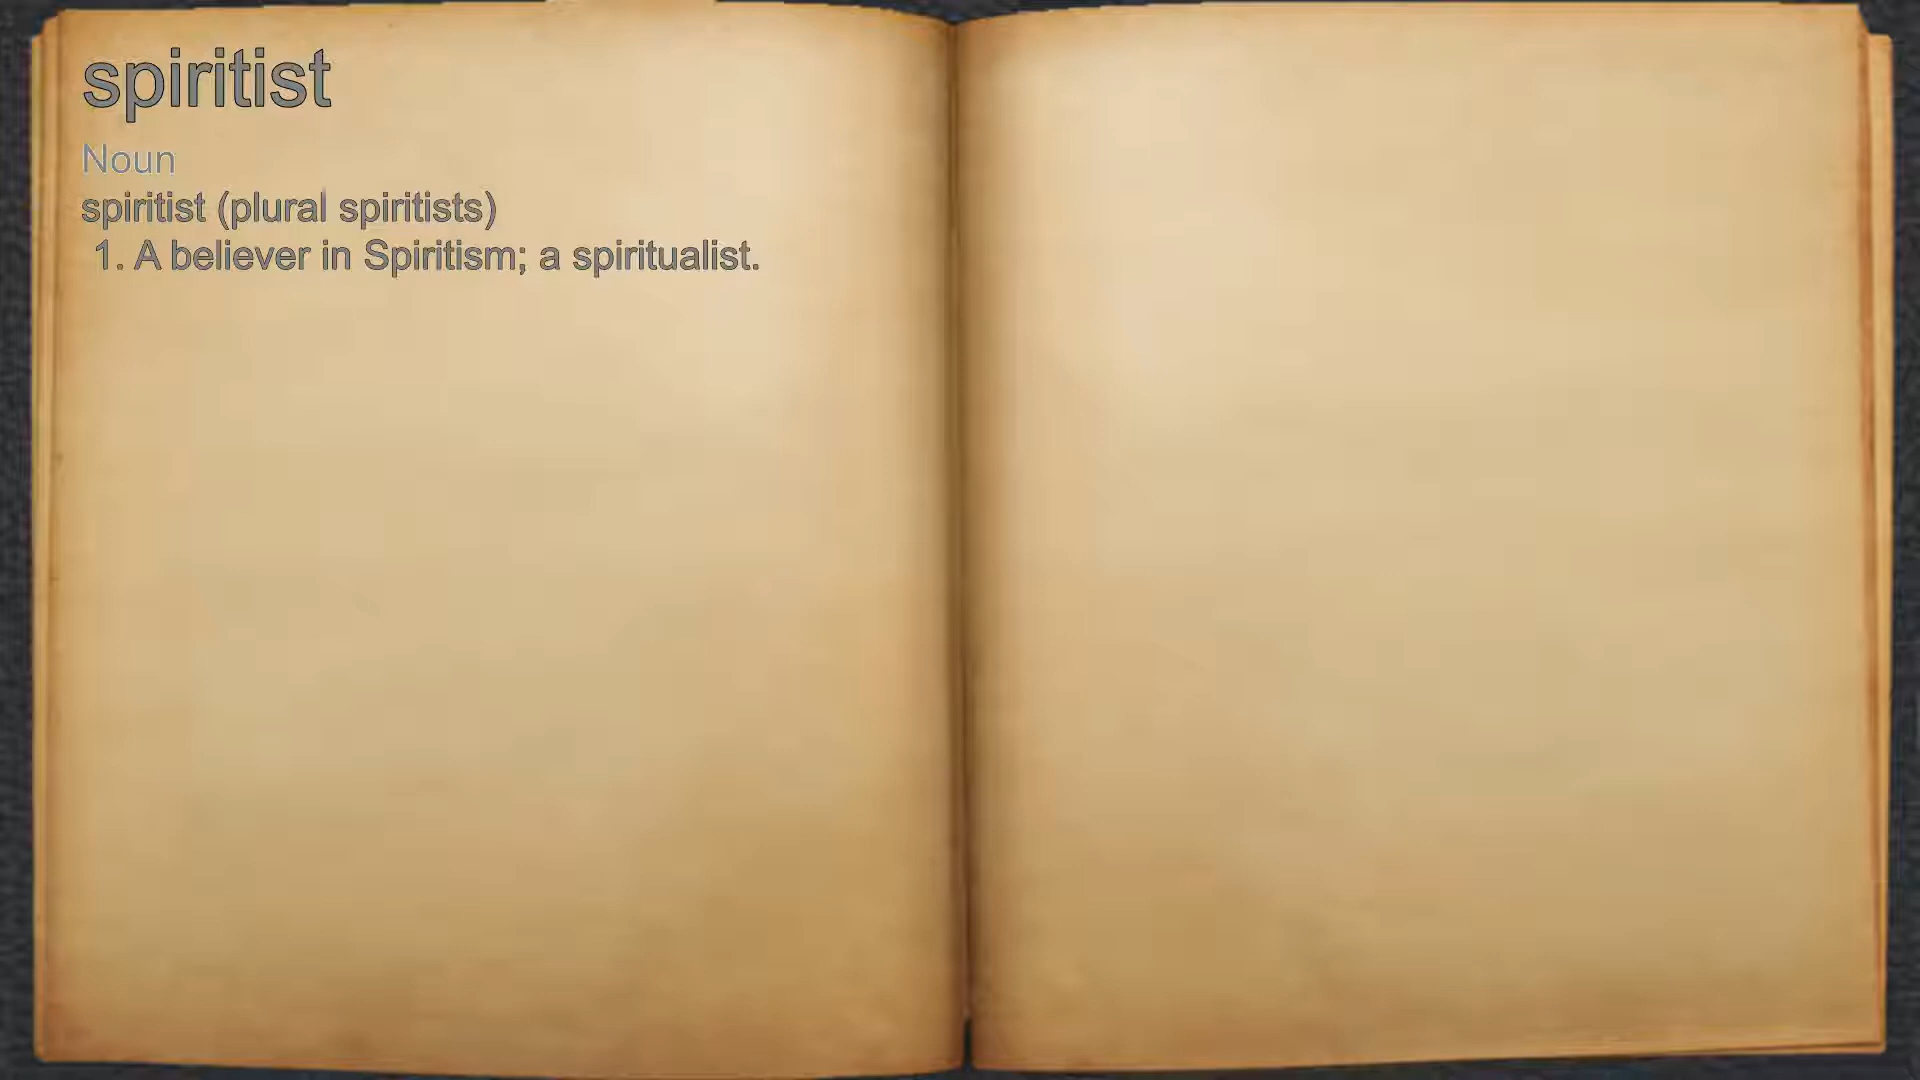 spiritist
Noun
spiritist (plural spiritists)
1. A believer in Spiritism; a spiritualist.